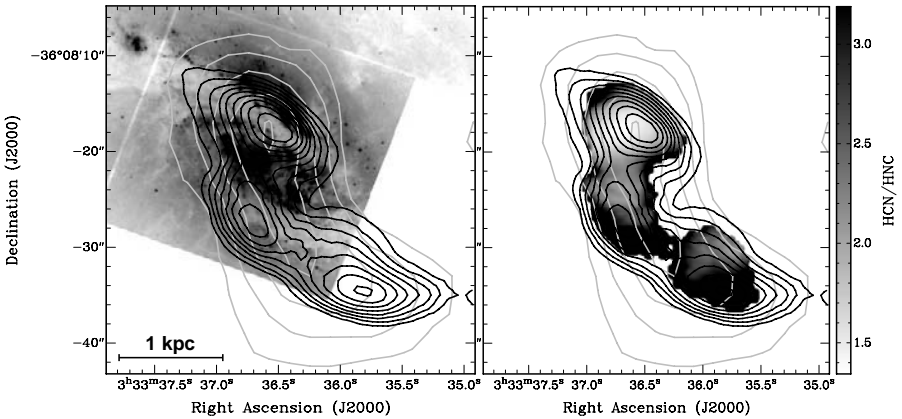 Declination (J2000)
−36°08′10″
−20″
−30″
−40″
1 kpc
3ʰ33ᵐ37.5ˢ 37.0ˢ 36.5ˢ 36.0ˢ 35.5ˢ 35.0ˢ
Right Ascension (J2000)
3ʰ33ᵐ37.5ˢ 37.0ˢ 36.5ˢ 36.0ˢ 35.5ˢ 35.0ˢ
Right Ascension (J2000)
3.0
2.5
2.0
1.5
HCN/HNC